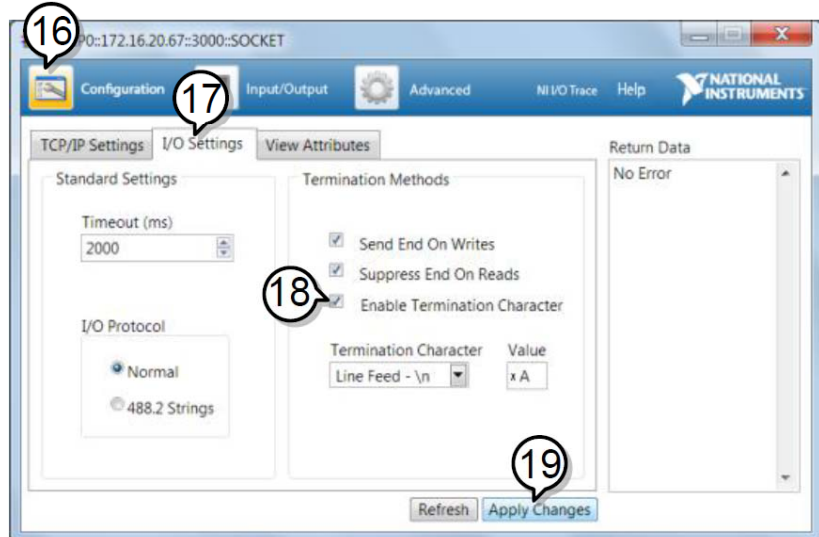 16
P0::172.16.20.67::3000::SOCKET
Configuration
17
Input/Output
Advanced
NI I/O Trace
Help
NATIONAL INSTRUMENTS
TCP/IP Settings
I/O Settings
View Attributes
Return Data
No Error
Standard Settings
Timeout (ms)
2000
I/O Protocol
Normal
488.2 Strings
Termination Methods
Send End On Writes
Suppress End On Reads
18
Enable Termination Character
Termination Character
Value
Line Feed - \n
x A
19
Refresh
Apply Changes